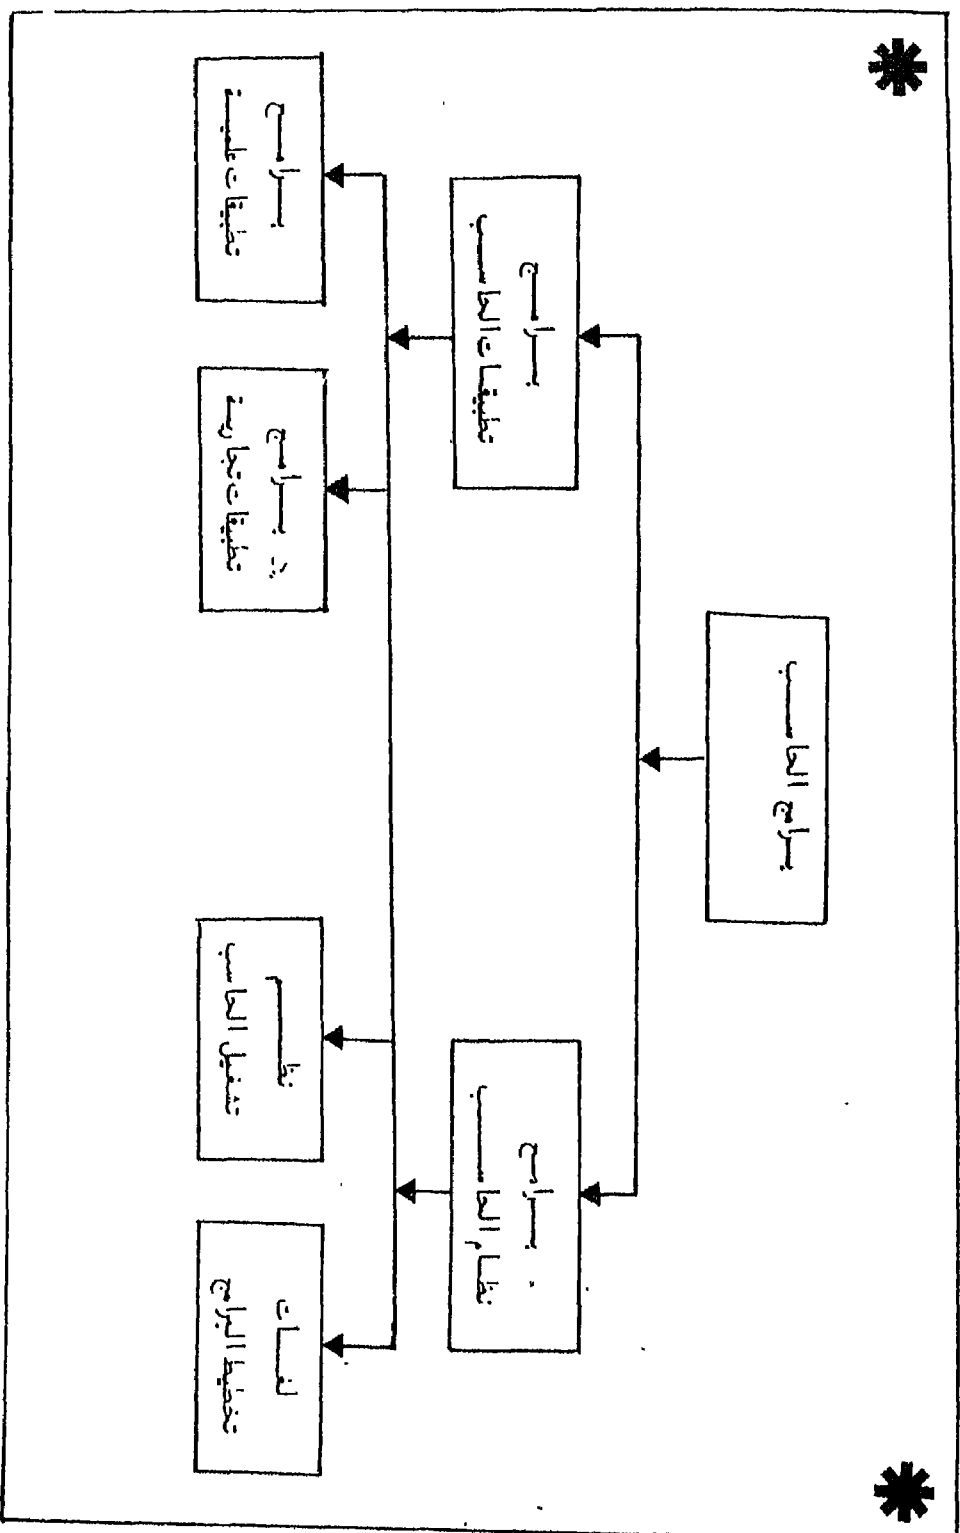 برامج الحاسب
برامج
نظام الحاسب
برامج
تطبيقات الحاسب
لغات
تخطيط البرامج
نظم
تشغيل الحاسب
برامج
تطبيقات تجارية
برامج
تطبيقات علمية